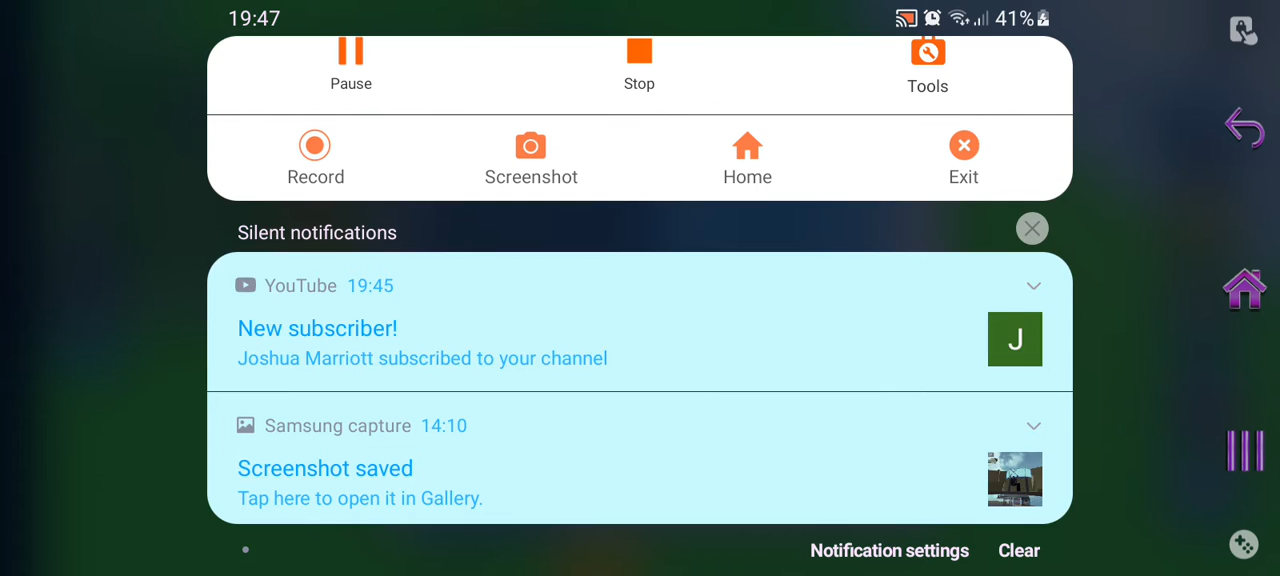 19:47
41%
Pause
Stop
Tools
Record
Screenshot
Home
Exit
Silent notifications
YouTube 19:45
New subscriber!
Joshua Marriott subscribed to your channel
J
Samsung capture 14:10
Screenshot saved
Tap here to open it in Gallery.
Notification settings
Clear